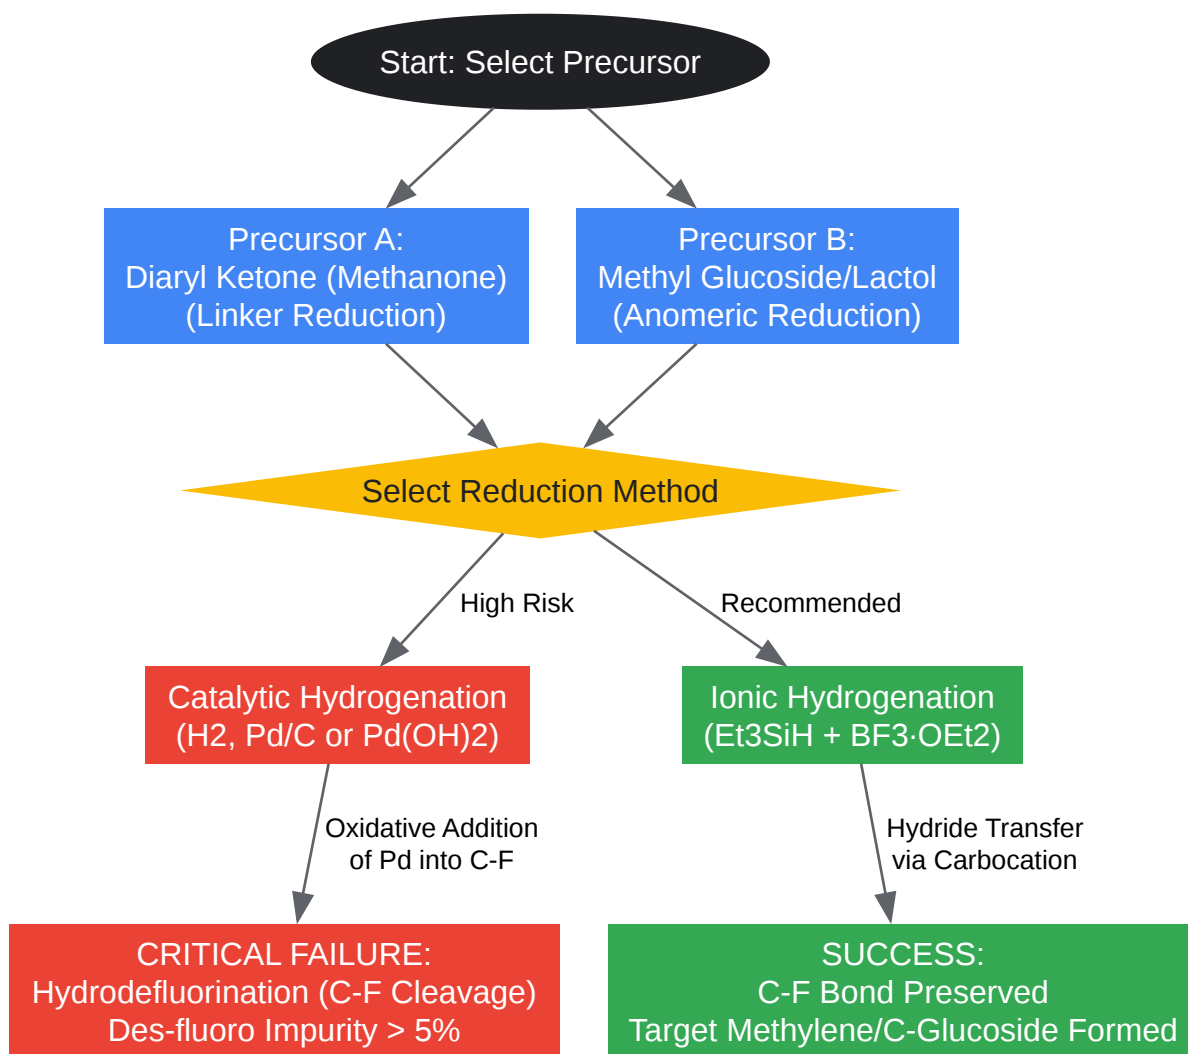 Start: Select Precursor
Precursor A:
Diaryl Ketone (Methanone)
(Linker Reduction)
Precursor B:
Methyl Glucoside/Lactol
(Anomeric Reduction)
Select Reduction Method
High Risk
Recommended
Catalytic Hydrogenation
(H2, Pd/C or Pd(OH)2)
Ionic Hydrogenation
(Et3SiH + BF3·OEt2)
Oxidative Addition
of Pd into C-F
Hydride Transfer
via Carbocation
CRITICAL FAILURE:
Hydrodefluorination (C-F Cleavage)
Des-fluoro Impurity > 5%
SUCCESS:
C-F Bond Preserved
Target Methylene/C-Glucoside Formed